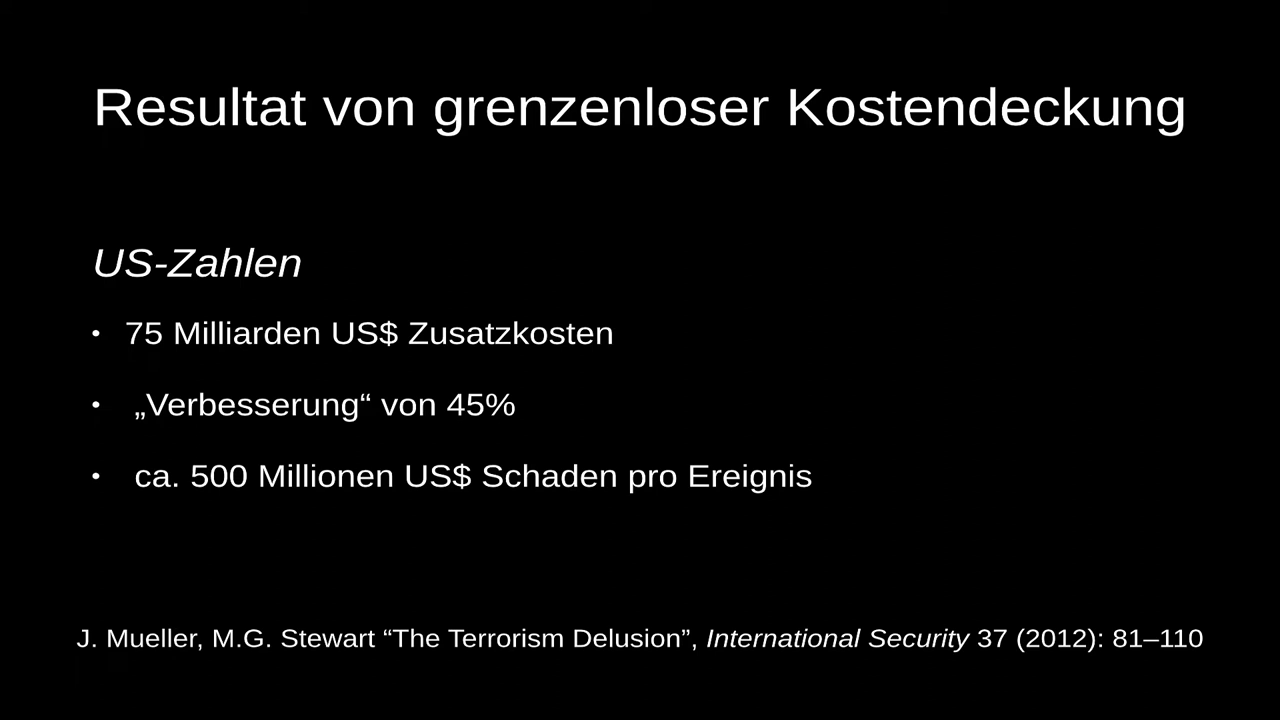 Resultat von grenzenloser Kostendeckung
US-Zahlen
• 75 Milliarden US$ Zusatzkosten
• „Verbesserung“ von 45%
• ca. 500 Millionen US$ Schaden pro Ereignis
J. Mueller, M.G. Stewart “The Terrorism Delusion”, International Security 37 (2012): 81–110